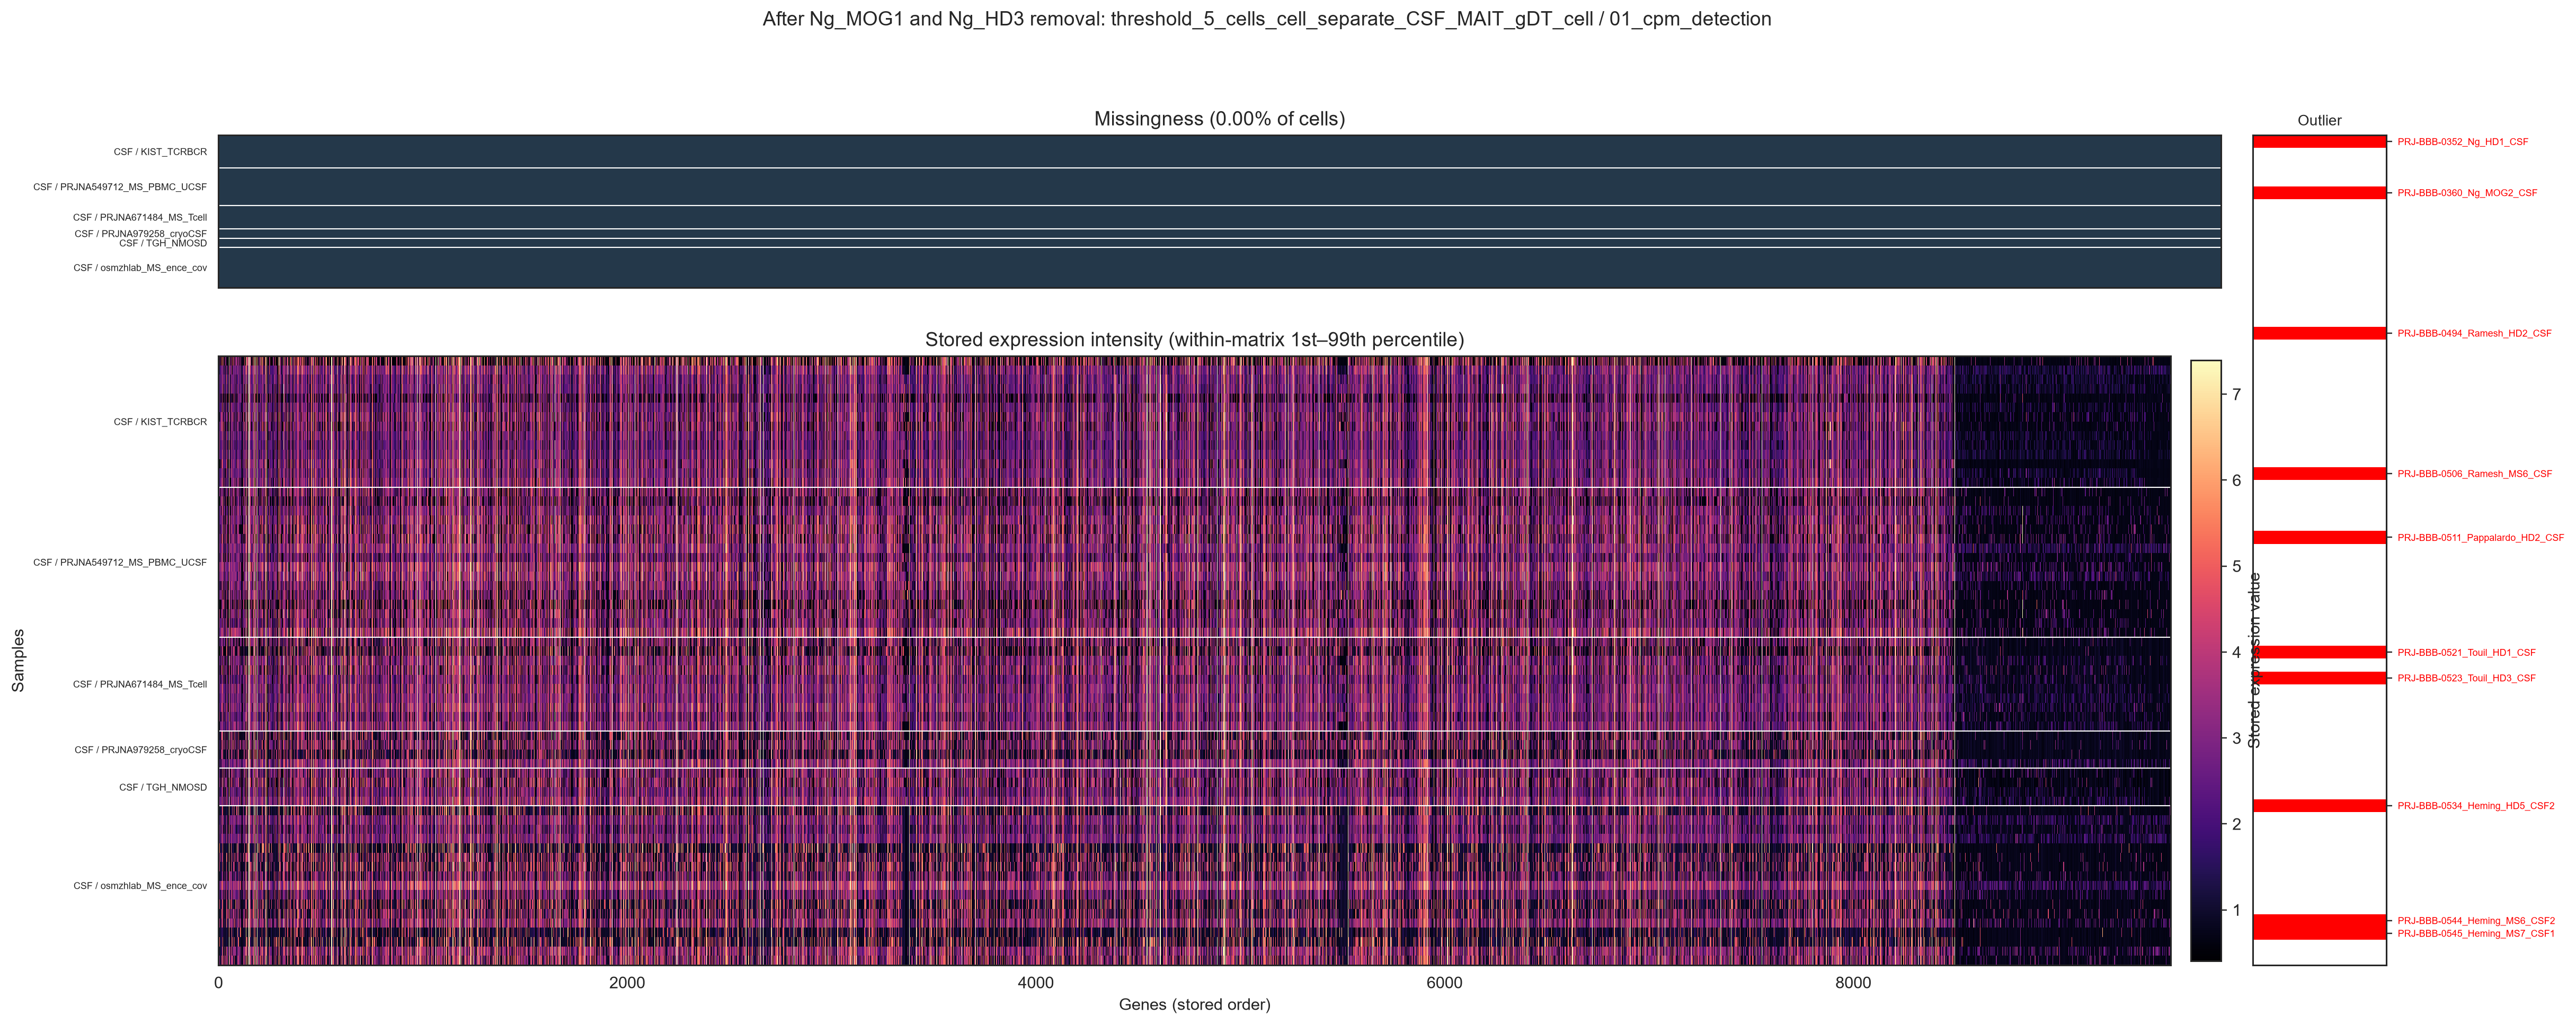 After Ng_MOG1 and Ng_HD3 removal: threshold_5_cells_cell_separate_CSF_MAIT_gDT_cell / 01_cpm_detection
Missingness (0.00% of cells)
CSF / KIST_TCRBCR
CSF / PRJNA549712_MS_PBMC_UCSF
CSF / PRJNA671484_MS_Tcell
CSF / PRJNA979258_cryoCSF
CSF / TGH_NMOSD
CSF / osmzhlab_MS_ence_cov
Stored expression intensity (within-matrix 1st–99th percentile)
Samples
CSF / KIST_TCRBCR
CSF / PRJNA549712_MS_PBMC_UCSF
CSF / PRJNA671484_MS_Tcell
CSF / PRJNA979258_cryoCSF
CSF / TGH_NMOSD
CSF / osmzhlab_MS_ence_cov
0 2000 4000 6000 8000
Genes (stored order)
7
6
5
4
3
2
1
Stored expression value
Outlier
PRJ-BBB-0352_Ng_HD1_CSF
PRJ-BBB-0360_Ng_MOG2_CSF
PRJ-BBB-0494_Ramesh_HD2_CSF
PRJ-BBB-0506_Ramesh_MS6_CSF
PRJ-BBB-0511_Pappalardo_HD2_CSF
PRJ-BBB-0521_Touil_HD1_CSF
PRJ-BBB-0523_Touil_HD3_CSF
PRJ-BBB-0534_Heming_HD5_CSF2
PRJ-BBB-0544_Heming_MS6_CSF2
PRJ-BBB-0545_Heming_MS7_CSF1